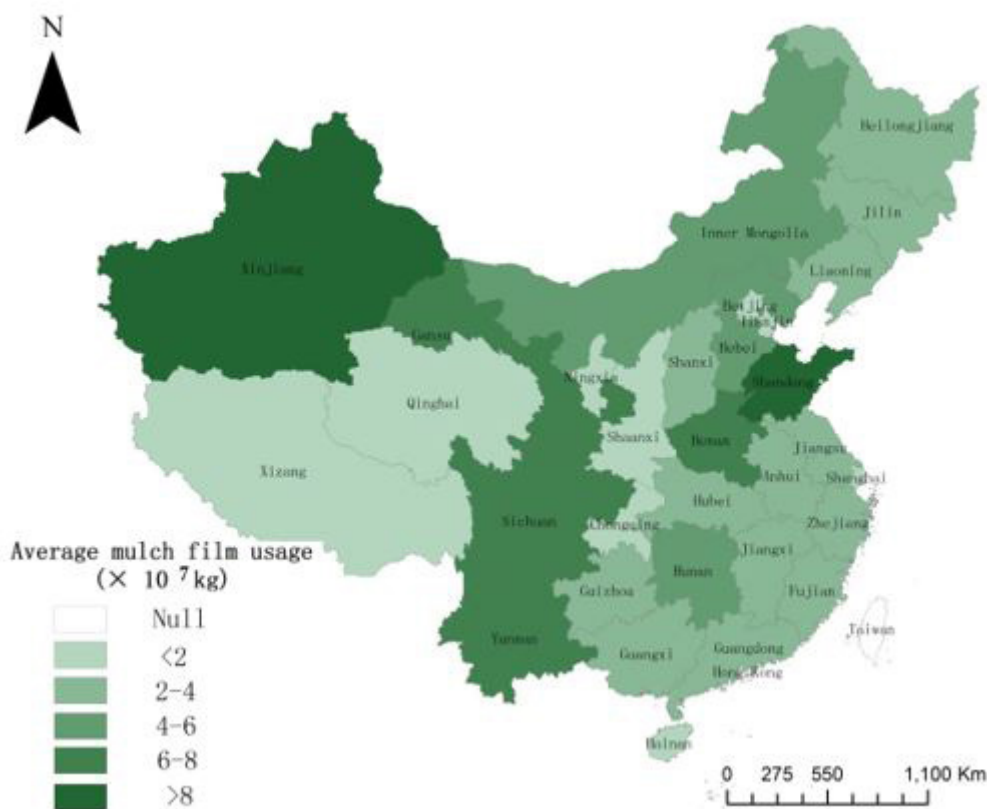 N
Heilongjiang
Jilin
Inner Mongolia
Xinjiang
Liaoning
Beijing
Tianjin
Gansu
Hebei
Shanxi
Ningxia
Shandong
Qinghai
Shaanxi
Henan
Jiangsu
Xizang
Anhui
Shanghai
Hubei
Sichuan
Chongqing
Zhejiang
Jiangxi
Hunan
Guizhou
Fujian
Taiwan
Yunnan
Guangxi
Guangdong
Hong Kong
Hainan
Average mulch film usage
(× 10 7 kg)
Null
<2
2-4
4-6
6-8
>8
0 275 550 1,100 Km